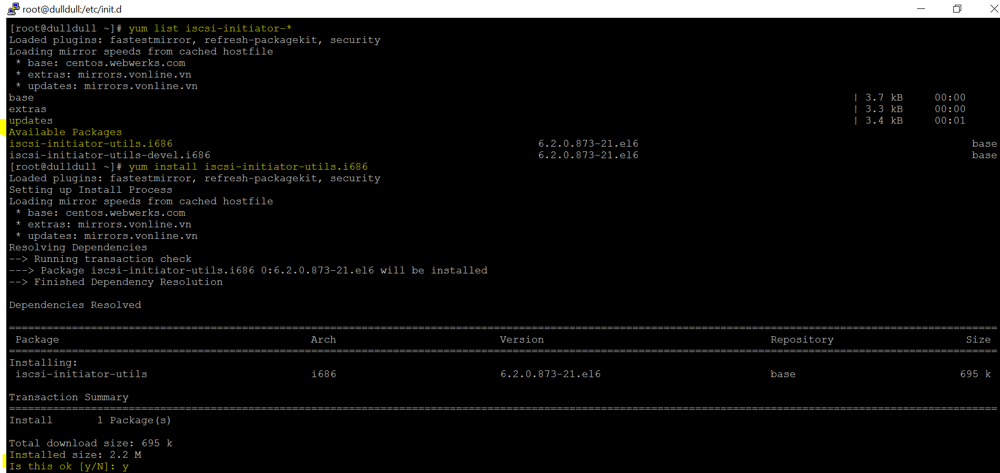 root@dulldull:/etc/init.d
[root@dulldull ~]# yum list iscsi-initiator-*
Loaded plugins: fastestmirror, refresh-packagekit, security
Loading mirror speeds from cached hostfile
 * base: centos.webwerks.com
 * extras: mirrors.vonline.vn
 * updates: mirrors.vonline.vn
base | 3.7 kB 00:00
extras | 3.3 kB 00:00
updates | 3.4 kB 00:01
Available Packages
iscsi-initiator-utils.i686 6.2.0.873-21.el6 base
iscsi-initiator-utils-devel.i686 6.2.0.873-21.el6 base
[root@dulldull ~]# yum install iscsi-initiator-utils.i686
Loaded plugins: fastestmirror, refresh-packagekit, security
Setting up Install Process
Loading mirror speeds from cached hostfile
 * base: centos.webwerks.com
 * extras: mirrors.vonline.vn
 * updates: mirrors.vonline.vn
Resolving Dependencies
--> Running transaction check
---> Package iscsi-initiator-utils.i686 0:6.2.0.873-21.el6 will be installed
--> Finished Dependency Resolution
Dependencies Resolved
Package Arch Version Repository Size
Installing:
iscsi-initiator-utils i686 6.2.0.873-21.el6 base 695 k
Transaction Summary
Install 1 Package(s)
Total download size: 695 k
Installed size: 2.2 M
Is this ok [y/N]: y